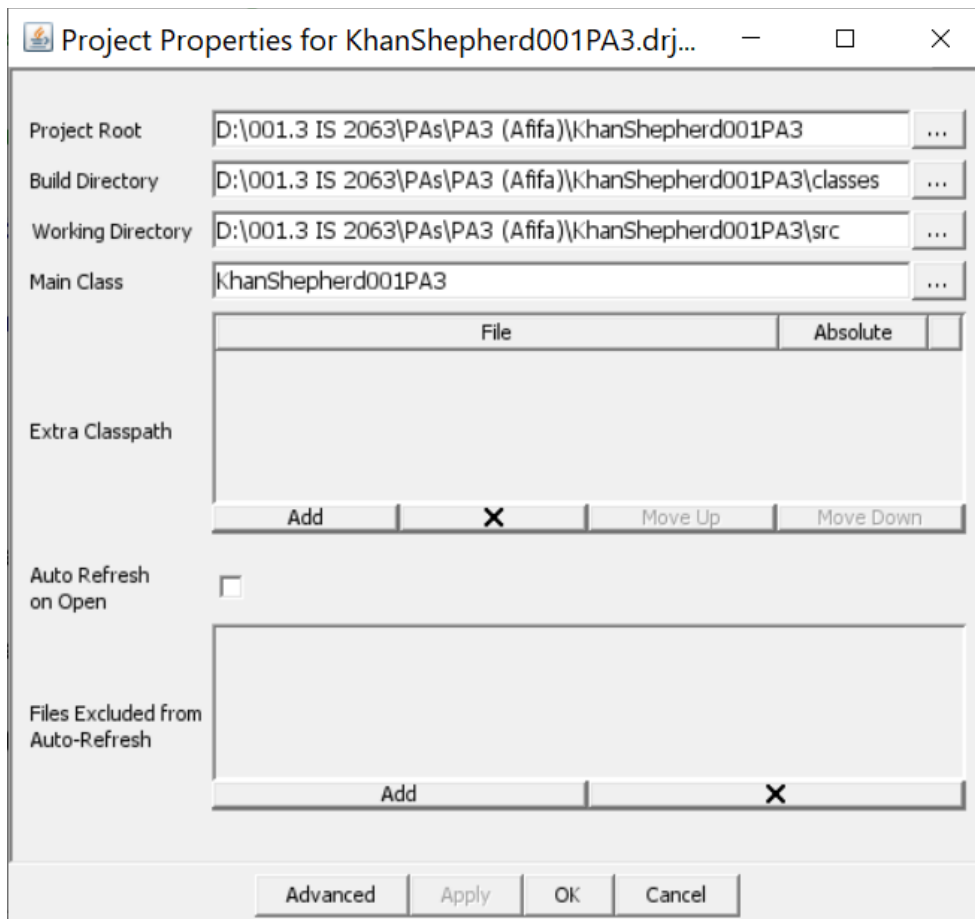 Project Properties for KhanShepherd001PA3.drj...
Project Root D:\001.3 IS 2063\PAs\PA3 (Afifa)\KhanShepherd001PA3 ...
Build Directory D:\001.3 IS 2063\PAs\PA3 (Afifa)\KhanShepherd001PA3\classes ...
Working Directory D:\001.3 IS 2063\PAs\PA3 (Afifa)\KhanShepherd001PA3\src ...
Main Class KhanShepherd001PA3 ...
File Absolute
Extra Classpath
Add Move Up Move Down
Auto Refresh
on Open
Files Excluded from
Auto-Refresh
Add
Advanced Apply OK Cancel